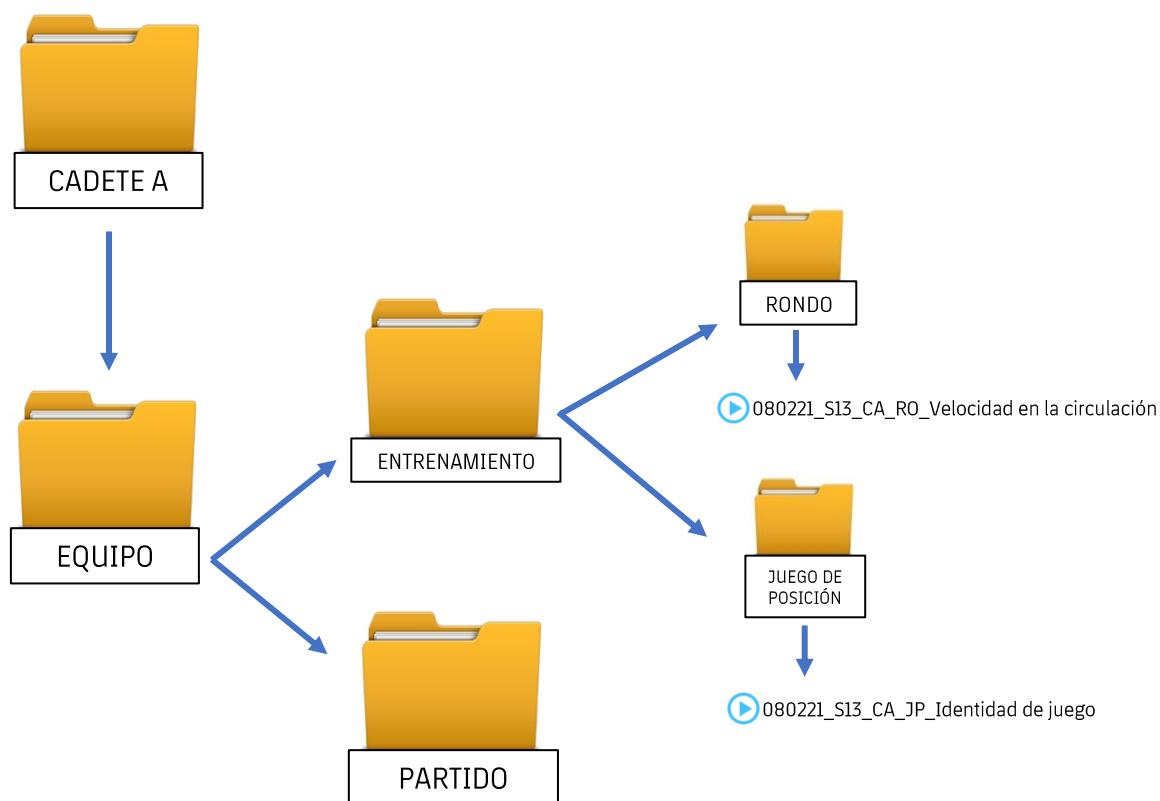 CADETE A
EQUIPO
ENTRENAMIENTO
PARTIDO
RONDO
080221_S13_CA_RO_Velocidad en la circulación
JUEGO DE
POSICIÓN
080221_S13_CA_JP_Identidad de juego